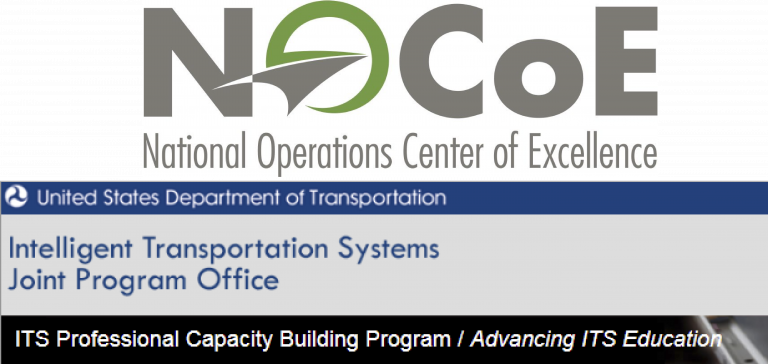 NOCoE
National Operations Center of Excellence
United States Department of Transportation
Intelligent Transportation Systems
Joint Program Office
ITS Professional Capacity Building Program / Advancing ITS Education